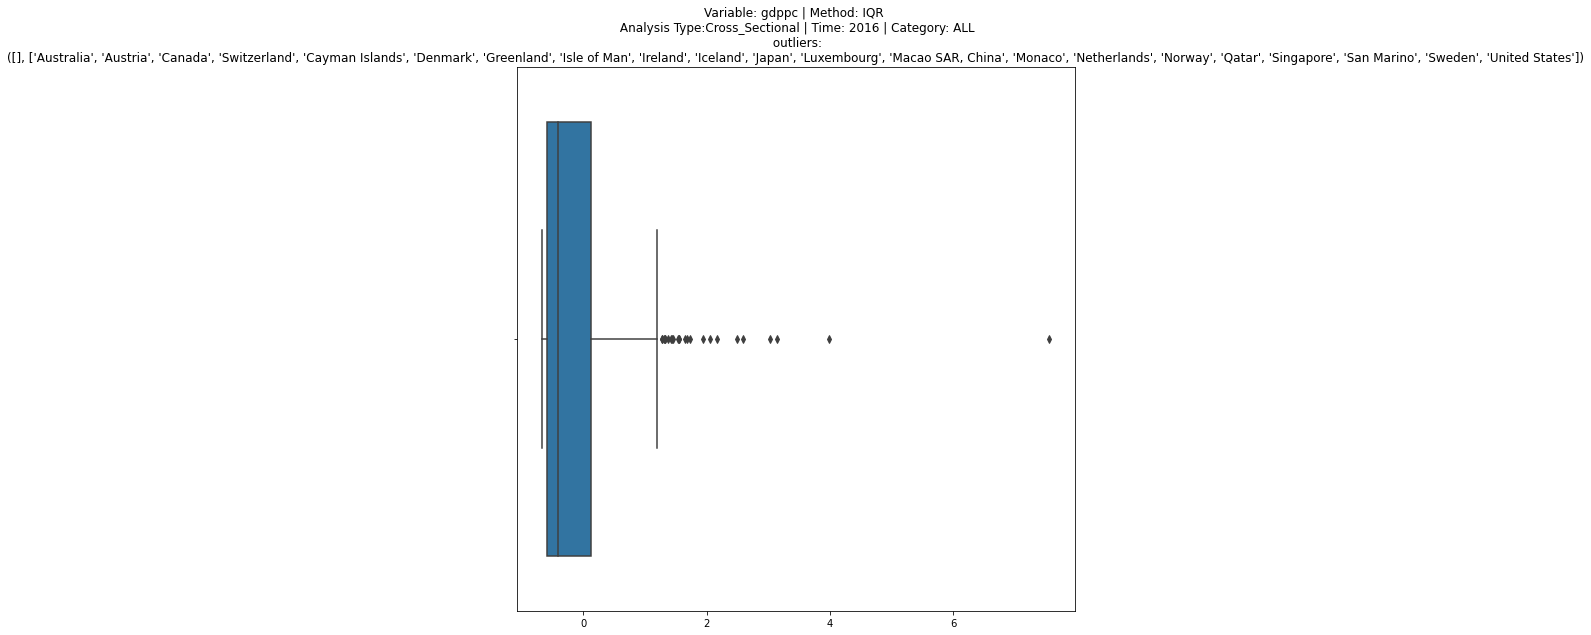 Variable: gdppc | Method: IQR
Analysis Type:Cross_Sectional | Time: 2016 | Category: ALL
outliers:
([], ['Australia', 'Austria', 'Canada', 'Switzerland', 'Cayman Islands', 'Denmark', 'Greenland', 'Isle of Man', 'Ireland', 'Iceland', 'Japan', 'Luxembourg', 'Macao SAR, China', 'Monaco', 'Netherlands', 'Norway', 'Qatar', 'Singapore', 'San Marino', 'Sweden', 'United States'])
0 2 4 6